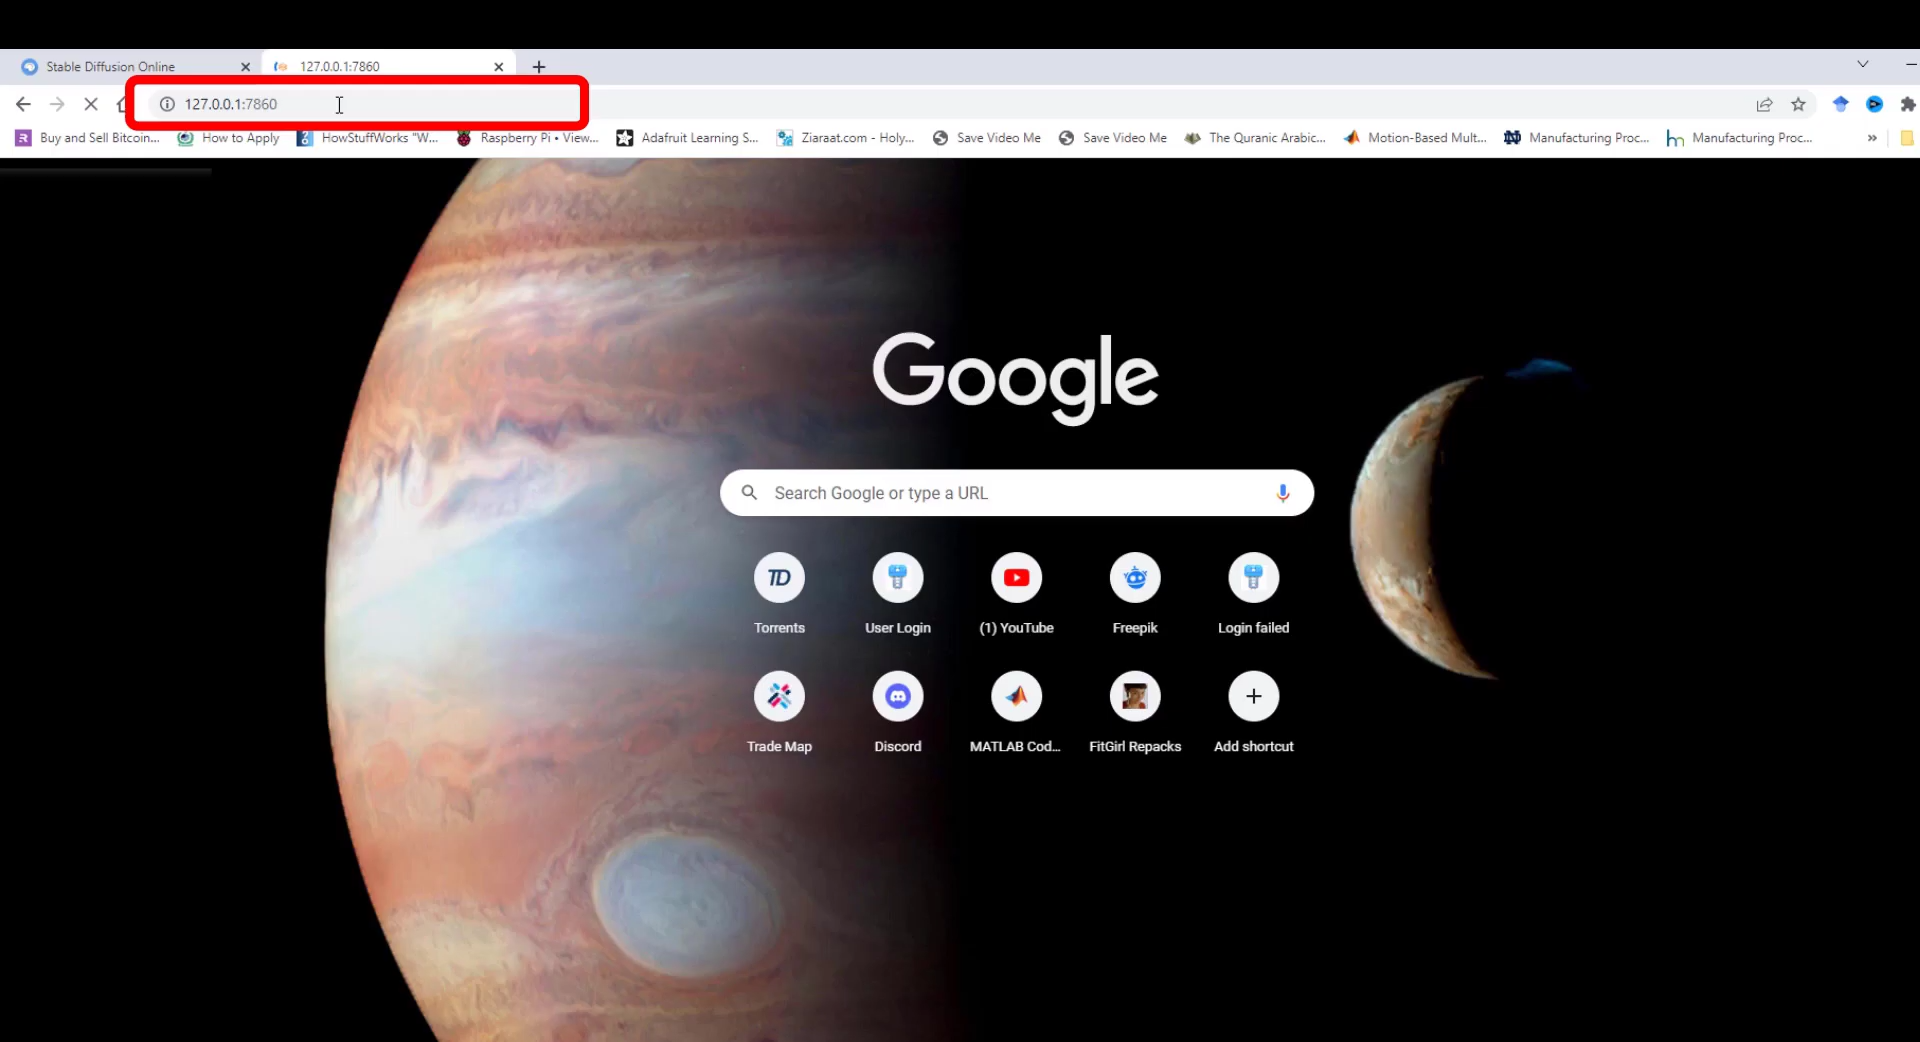 Stable Diffusion Online
127.0.0.1:7860
127.0.0.1:7860
Buy and Sell Bitcoin... How to Apply HowStuffWorks "W... Raspberry Pi • View... Adafruit Learning S... Ziaraat.com - Holy... Save Video Me Save Video Me The Quranic Arabic... Motion-Based Mult... Manufacturing Proc... Manufacturing Proc...
Google
Search Google or type a URL
TD
Torrents User Login (1) YouTube Freepik Login failed
Trade Map Discord MATLAB Cod... FitGirl Repacks Add shortcut